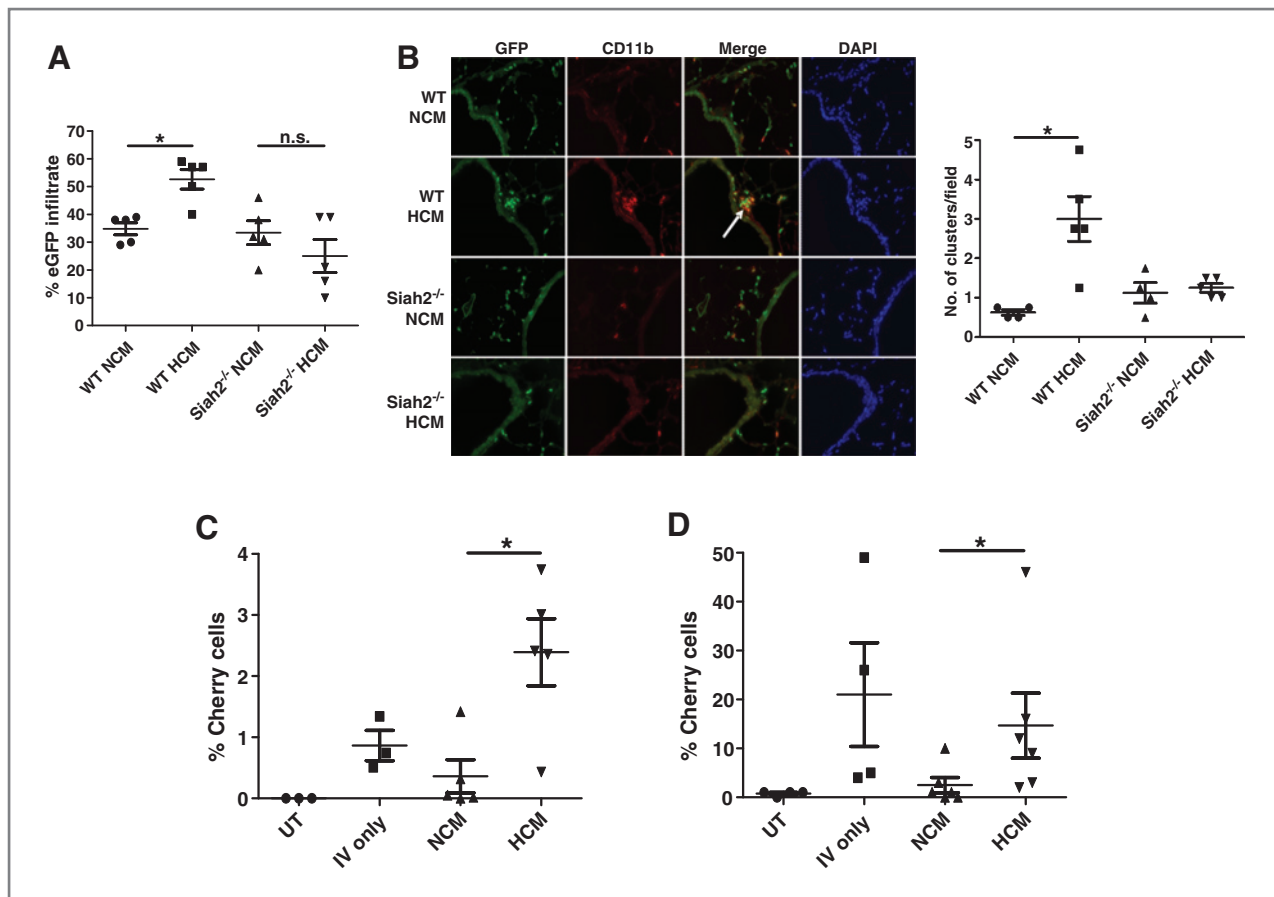 A
% eGFP infiltrate
70
60
50
40
30
20
10
0
*
n.s.
WT NCM
WT HCM
Siah2⁻/⁻ NCM
Siah2⁻/⁻ HCM
B
GFP CD11b Merge DAPI
WT
NCM
WT
HCM
Siah2⁻/⁻
NCM
Siah2⁻/⁻
HCM
No. of clusters/field
5
4
3
2
1
0
*
WT NCM
WT HCM
Siah2⁻/⁻ NCM
Siah2⁻/⁻ HCM
C
% Cherry cells
4
3
2
1
0
*
UT
IV only
NCM
HCM
D
% Cherry cells
50
40
30
20
10
0
*
UT
IV only
NCM
HCM